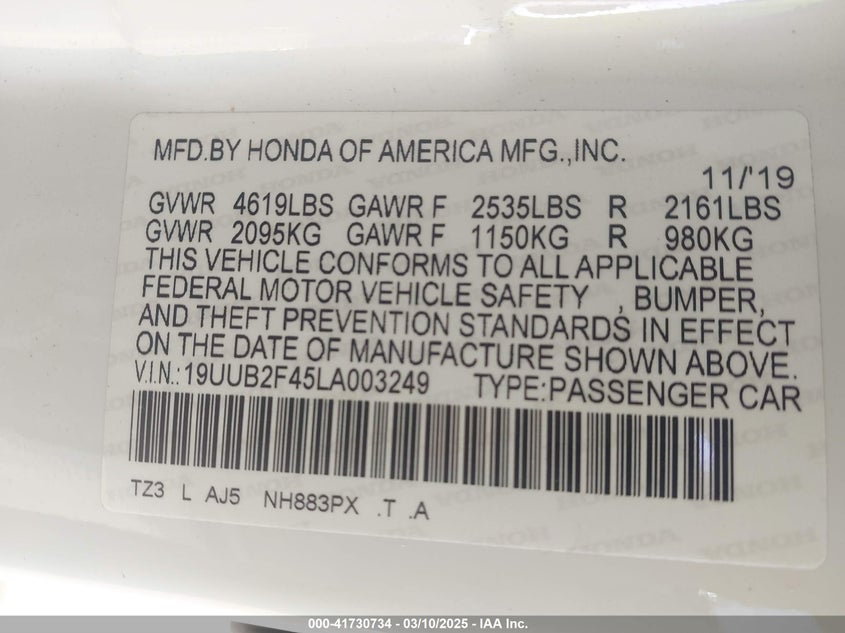 MFD.BY HONDA OF AMERICA MFG.,INC.
11/'19
GVWR 4619LBS GAWR F 2535LBS R 2161LBS
GVWR 2095KG GAWR F 1150KG R 980KG
THIS VEHICLE CONFORMS TO ALL APPLICABLE
FEDERAL MOTOR VEHICLE SAFETY , BUMPER,
AND THEFT PREVENTION STANDARDS IN EFFECT
ON THE DATE OF MANUFACTURE SHOWN ABOVE.
V.I.N.:19UUB2F45LA003249 TYPE:PASSENGER CAR
TZ3 L AJ5 NH883PX .T .A
000-41730734 — 03/10/2025 — IAA Inc.